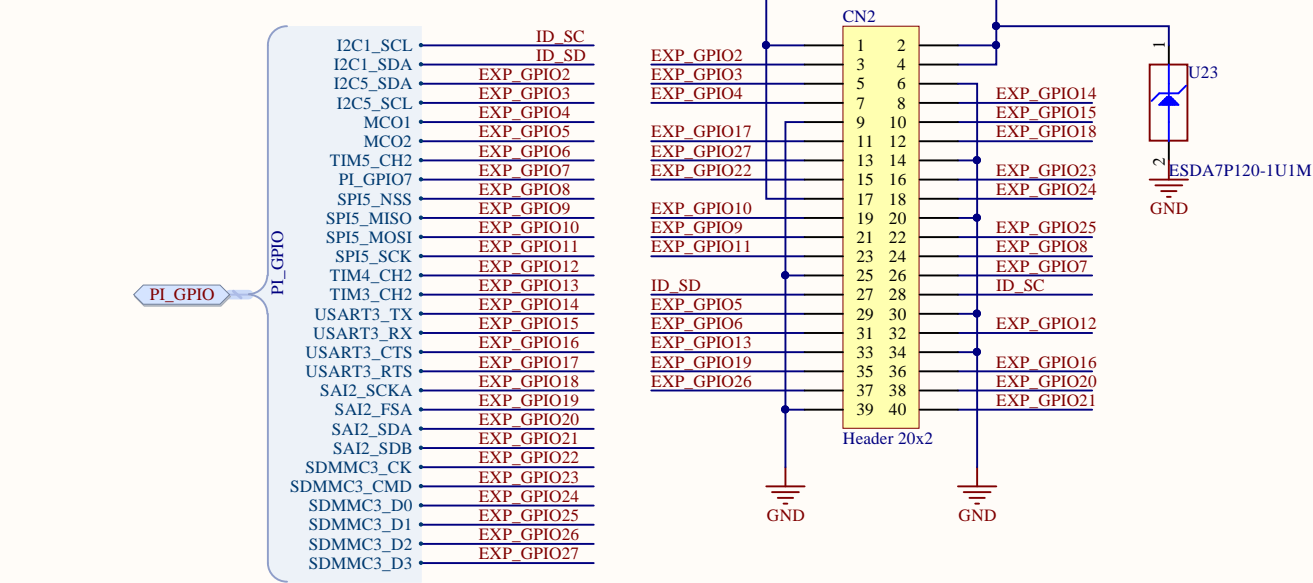 PI_GPIO
PI_GPIO
I2C1_SCL ID_SC
I2C1_SDA ID_SD
I2C5_SDA EXP_GPIO2
I2C5_SCL EXP_GPIO3
MCO1 EXP_GPIO4
MCO2 EXP_GPIO5
TIM5_CH2 EXP_GPIO6
PI_GPIO7 EXP_GPIO7
SPI5_NSS EXP_GPIO8
SPI5_MISO EXP_GPIO9
SPI5_MOSI EXP_GPIO10
SPI5_SCK EXP_GPIO11
TIM4_CH2 EXP_GPIO12
TIM3_CH2 EXP_GPIO13
USART3_TX EXP_GPIO14
USART3_RX EXP_GPIO15
USART3_CTS EXP_GPIO16
USART3_RTS EXP_GPIO17
SAI2_SCKA EXP_GPIO18
SAI2_FSA EXP_GPIO19
SAI2_SDA EXP_GPIO20
SAI2_SDB EXP_GPIO21
SDMMC3_CK EXP_GPIO22
SDMMC3_CMD EXP_GPIO23
SDMMC3_D0 EXP_GPIO24
SDMMC3_D1 EXP_GPIO25
SDMMC3_D2 EXP_GPIO26
SDMMC3_D3 EXP_GPIO27
CN2
1 2
EXP_GPIO2 3 4
EXP_GPIO3 5 6
EXP_GPIO4 7 8 EXP_GPIO14
9 10 EXP_GPIO15
EXP_GPIO17 11 12 EXP_GPIO18
EXP_GPIO27 13 14
EXP_GPIO22 15 16 EXP_GPIO23
17 18 EXP_GPIO24
EXP_GPIO10 19 20
EXP_GPIO9 21 22 EXP_GPIO25
EXP_GPIO11 23 24 EXP_GPIO8
25 26 EXP_GPIO7
ID_SD 27 28 ID_SC
EXP_GPIO5 29 30
EXP_GPIO6 31 32 EXP_GPIO12
EXP_GPIO13 33 34
EXP_GPIO19 35 36 EXP_GPIO16
EXP_GPIO26 37 38 EXP_GPIO20
39 40 EXP_GPIO21
Header 20x2
GND
GND
1
U23
2
ESDA7P120-1U1M
GND